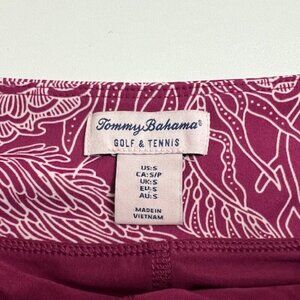 Tommy Bahama®
GOLF & TENNIS
US:S
CA:S/P
UK:S
EU:S
AU:S
MADE IN
VIETNAM